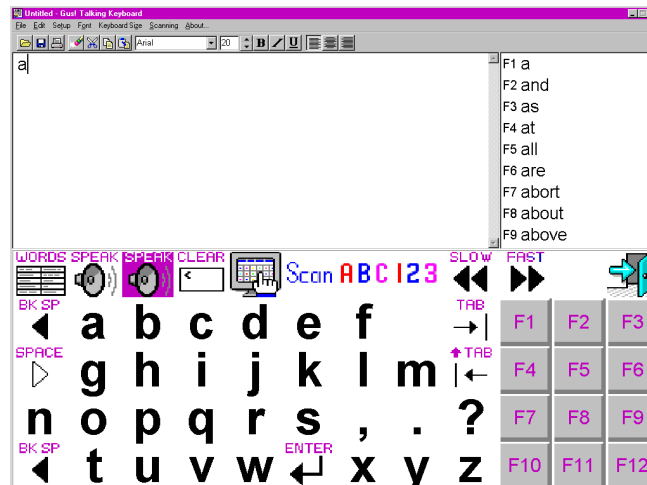 Untitled - Gus! Talking Keyboard
File Edit Setup Font Keyboard Size Scanning About...
Arial 20 B I U
a
F1 a
F2 and
F3 as
F4 at
F5 all
F6 are
F7 abort
F8 about
F9 above
WORDS SPEAK SPEAK CLEAR Scan ABC123 SLOW FAST
BK SP a b c d e f TAB F1 F2 F3
SPACE g h i j k l m TAB F4 F5 F6
n o p q r s , . ? F7 F8 F9
BK SP t u v w ENTER x y z F10 F11 F12